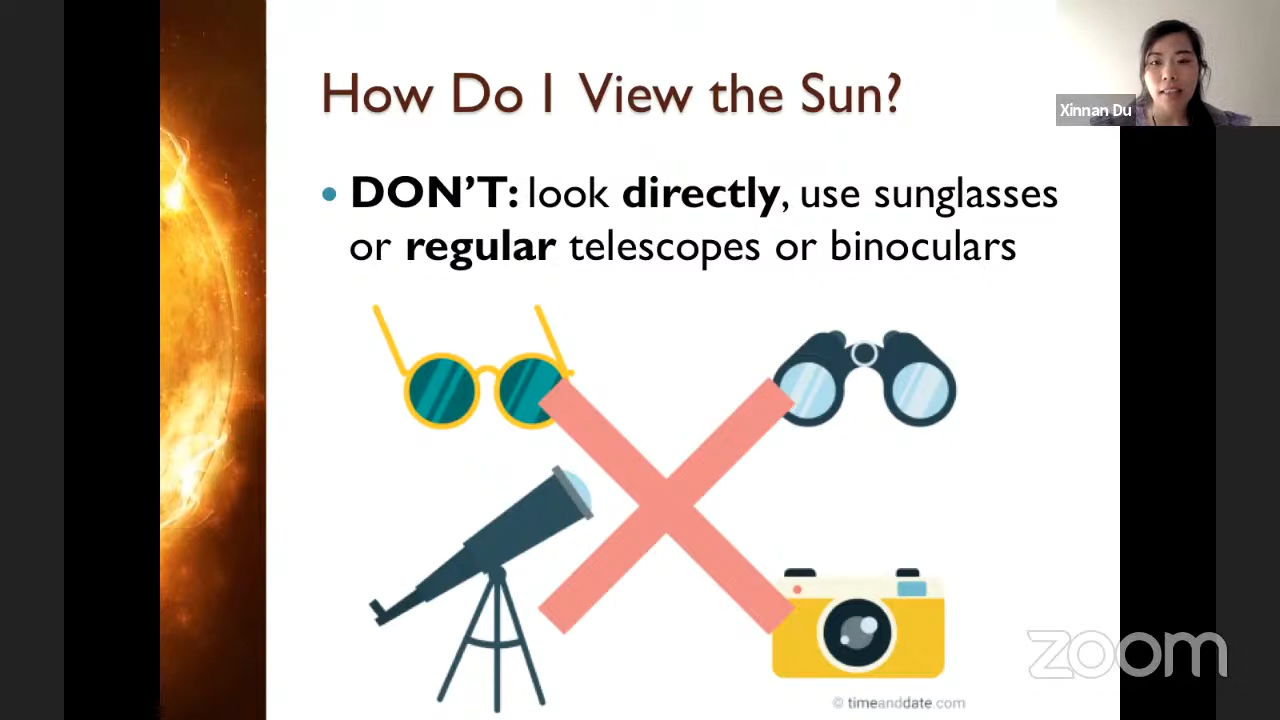 How Do I View the Sun?
Xinnan Du
• DON'T: look directly, use sunglasses
or regular telescopes or binoculars
zoom
© timeanddate.com